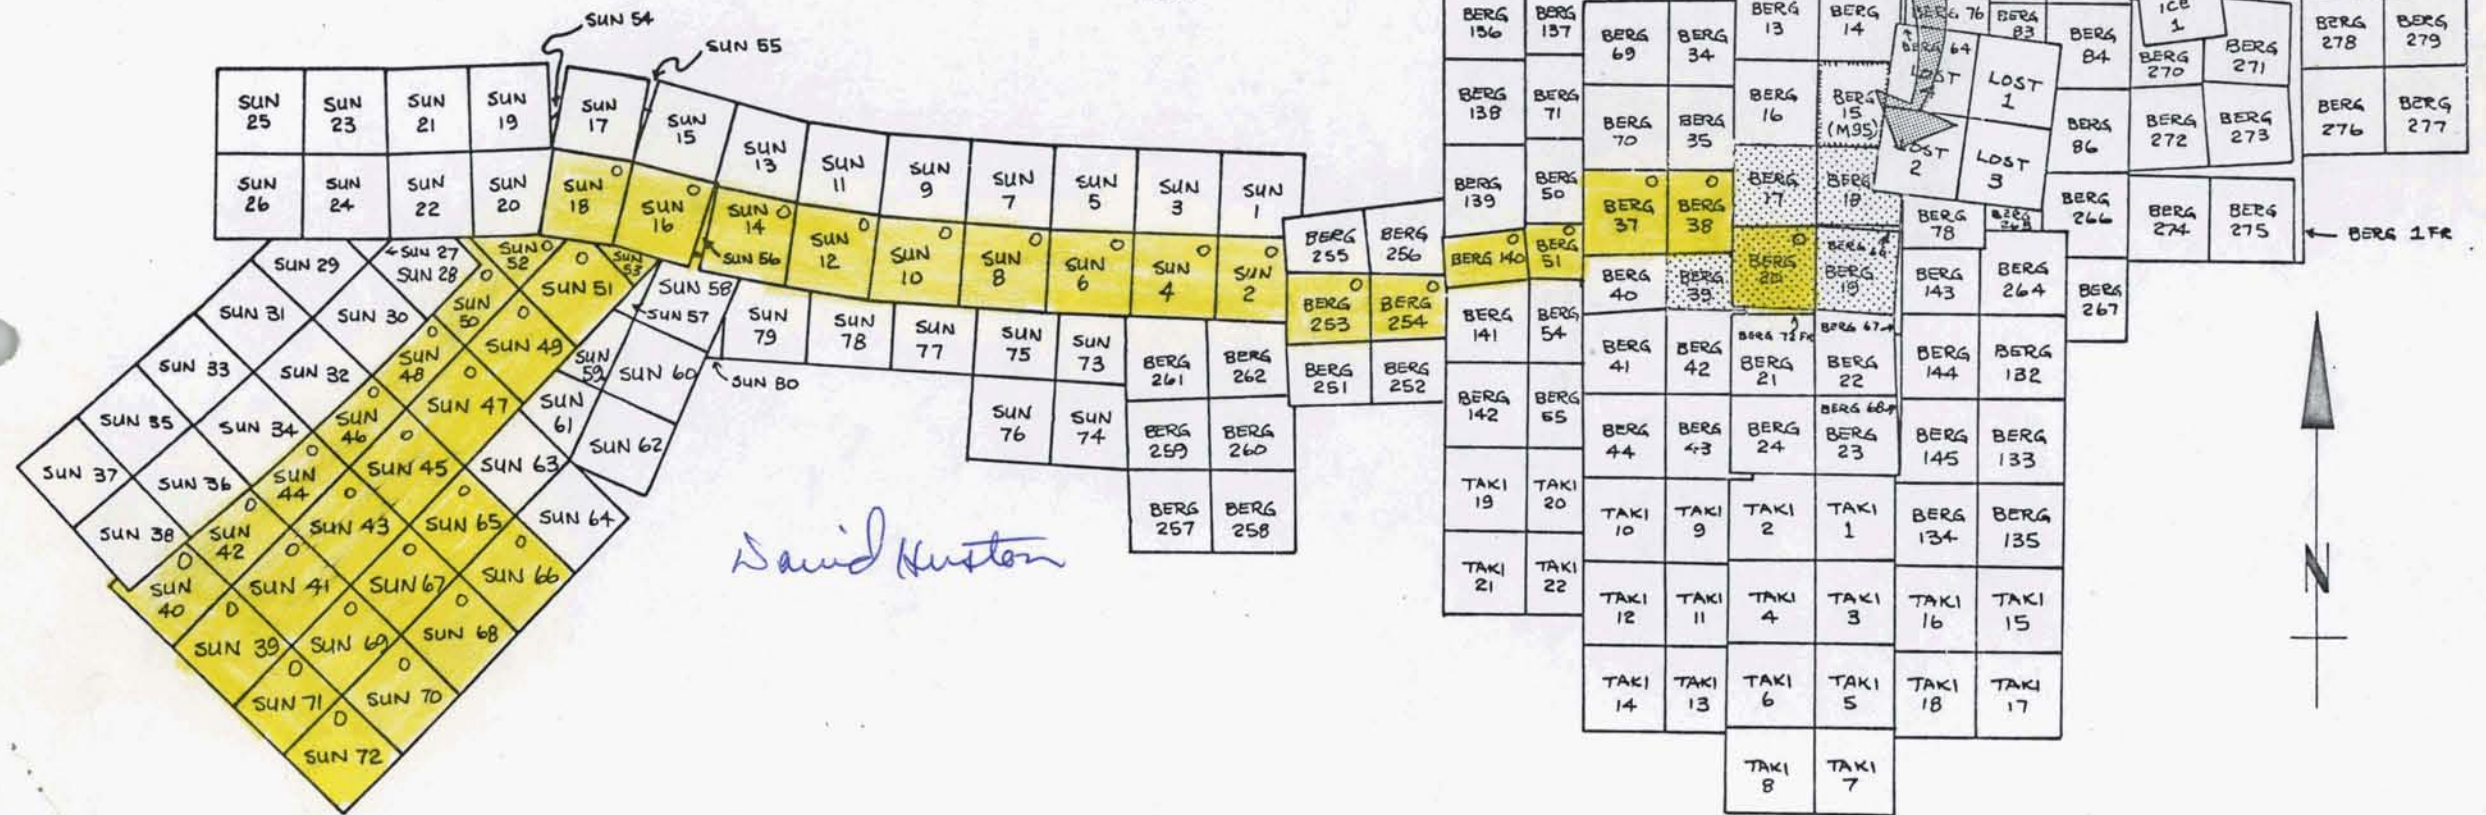 SUN 54
SUN 55
SUN 25
SUN 23
SUN 21
SUN 19
SUN 17
SUN 15
SUN 13
SUN 11
SUN 9
SUN 7
SUN 5
SUN 3
SUN 1
SUN 26
SUN 24
SUN 22
SUN 20
SUN 18
SUN 16
SUN 14
SUN 56
SUN 12
SUN 10
SUN 8
SUN 6
SUN 4
SUN 2
SUN 29
SUN 27
SUN 28
SUN 52
SUN 53
SUN 51
SUN 50
SUN 58
SUN 57
SUN 31
SUN 30
SUN 49
SUN 48
SUN 59
SUN 60
SUN 79
SUN 78
SUN 77
SUN 75
SUN 73
SUN 80
SUN 33
SUN 32
SUN 47
SUN 46
SUN 61
SUN 62
SUN 76
SUN 74
SUN 35
SUN 34
SUN 45
SUN 44
SUN 63
SUN 37
SUN 36
SUN 43
SUN 65
SUN 64
SUN 38
SUN 42
SUN 41
SUN 67
SUN 66
SUN 40
SUN 39
SUN 69
SUN 68
SUN 71
SUN 70
SUN 72
David Huston
BERG 255
BERG 256
BERG 253
BERG 254
BERG 251
BERG 252
BERG 261
BERG 262
BERG 259
BERG 260
BERG 257
BERG 258
BERG 136
BERG 137
BERG 69
BERG 34
BERG 13
BERG 14
BERG 76
BERG 83
BERG 84
ICE 1
BERG 270
BERG 271
BERG 278
BERG 279
BERG 138
BERG 71
BERG 70
BERG 35
BERG 16
BERG 15 (M95)
BERG 64
LOST
LOST 1
LOST 2
LOST 3
BERG 86
BERG 272
BERG 273
BERG 276
BERG 277
BERG 139
BERG 50
BERG 37
BERG 38
BERG 17
BERG 18
BERG 78
BERG 266
BERG 274
BERG 275
BERG 1 FR
BERG 140
BERG 51
BERG 40
BERG 39
BERG 20
BERG 66
BERG 19
BERG 143
BERG 264
BERG 267
BERG 141
BERG 54
BERG 41
BERG 42
BERG 72 FR
BERG 21
BERG 67
BERG 22
BERG 144
BERG 132
BERG 142
BERG 55
BERG 44
BERG 43
BERG 24
BERG 68
BERG 23
BERG 145
BERG 133
TAKI 19
TAKI 20
TAKI 10
TAKI 9
TAKI 2
TAKI 1
BERG 134
BERG 135
TAKI 21
TAKI 22
TAKI 12
TAKI 11
TAKI 4
TAKI 3
TAKI 16
TAKI 15
TAKI 14
TAKI 13
TAKI 6
TAKI 5
TAKI 18
TAKI 17
TAKI 8
TAKI 7
N